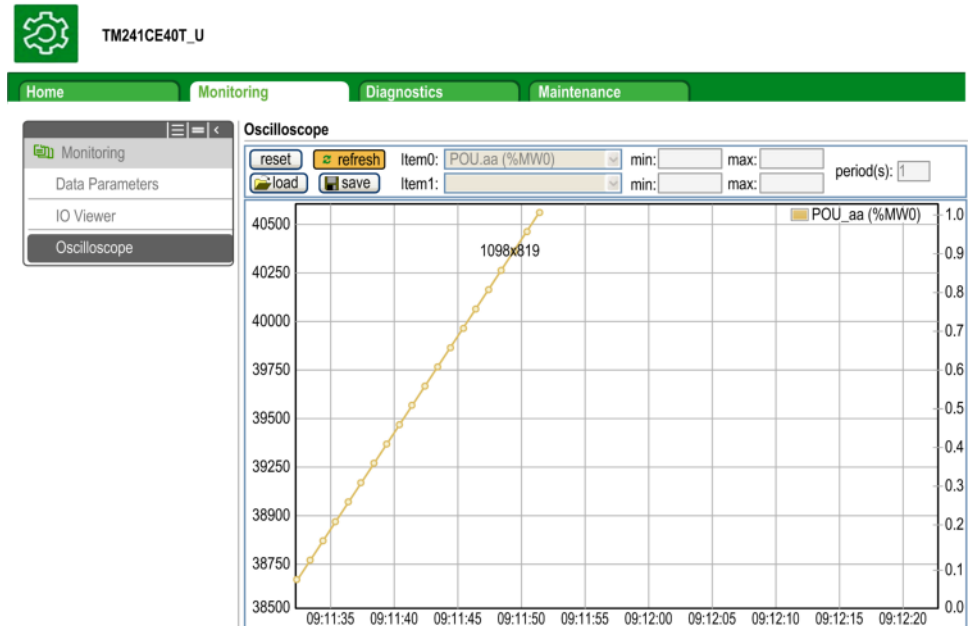 TM241CE40T_U
Home Monitoring Diagnostics Maintenance
Monitoring
Data Parameters
IO Viewer
Oscilloscope
Oscilloscope
reset refresh Item0: POU.aa (%MW0) min: max: period(s): 1
load save Item1: min: max:
POU_aa (%MW0)
1098x819
40500
40250
40000
39750
39500
39250
38900
38750
38500
1.0
0.9
0.8
0.7
0.6
0.5
0.4
0.3
0.2
0.1
0.0
09:11:35 09:11:40 09:11:45 09:11:50 09:11:55 09:12:00 09:12:05 09:12:10 09:12:15 09:12:20